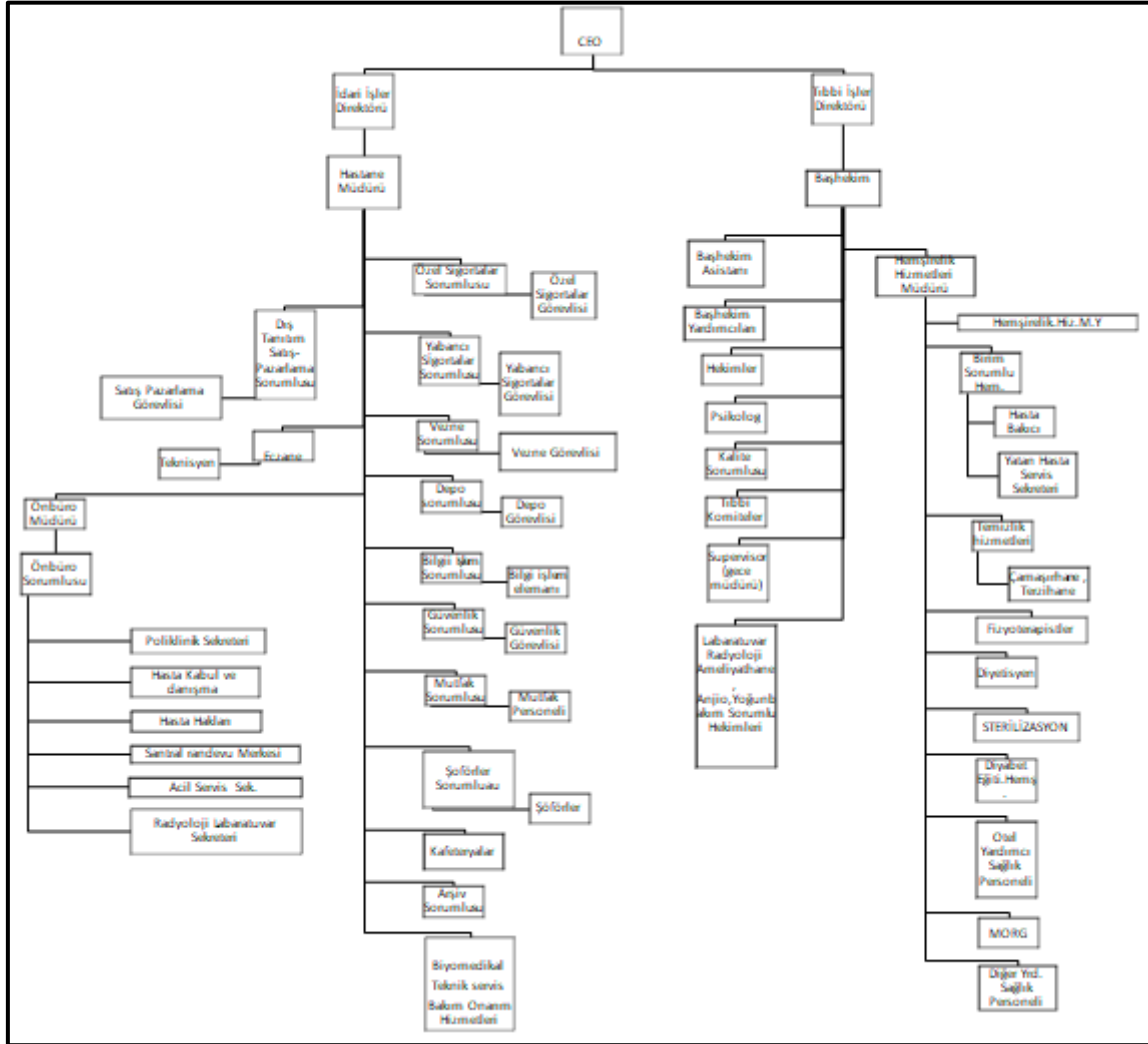 CEO
İdari İşler
Direktörü
Tıbbi İşler
Direktörü
Hastane
Müdürü
Başhekim
Özel Sigortalar
Sorumlusu
Özel
Sigortalar
Görevlisi
Dış
Tanıtım
Satış-
Pazarlama
Sorumlusu
Satış Pazarlama
Görevlisi
Yabancı
Sigortalar
Sorumlusu
Yabancı
Sigortalar
Görevlisi
Vezne
Sorumlusu
Vezne Görevlisi
Eczane
Teknisyen
Depo
sorumlusu
Depo
Görevlisi
Önbüro
Müdürü
Önbüro
Sorumlusu
Bilgii işlem
Sorumlusu
Bilgi işlem
elemanı
Güvenlik
Sorumlusu
Güvenlik
Görevlisi
Poliklinik Sekreteri
Hasta Kabul ve
danışma
Hasta Hakları
Santral randevu Merkesi
Acil Servis Sek.
Radyoloji Labaratuvar
Sekreteri
Mutfak
Sorumlusu
Mutfak
Personeli
Şoförler
Sorumlusu
Şöförler
Kafeteryalar
Arşiv
Sorumlusu
Biyomedikal
Teknik servis
Bakım Onarım
Hizmetleri
Başhekim
Asistanı
Başhekim
Yardımcıları
Hekimler
Psikolog
Kalite
Sorumlusu
Tıbbi
Komiteler
Supervisor
(gece
müdürü)
Labaratuvar
Radyoloji
Ameliyathane
,
Anjio,Yoğunb
akım Sorumlu
Hekimleri
Hemşirelik
Hizmetleri
Müdürü
Hemşirelik.Hiz.M.Y
Birim
Sorumlu
Hem.
Hasta
Bakıcı
Yatan Hasta
Servis
Sekreteri
Temizlik
hizmetleri
Çamaşırhane ,
Terzihane
Fizyoterapistler
Diyetisyen
STERİLİZASYON
Diyabet
Eğiti.Hemş
.
Otel
Yardımcı
Sağlık
Personeli
MORG
Diğer Yrd.
Sağlık
Personeli